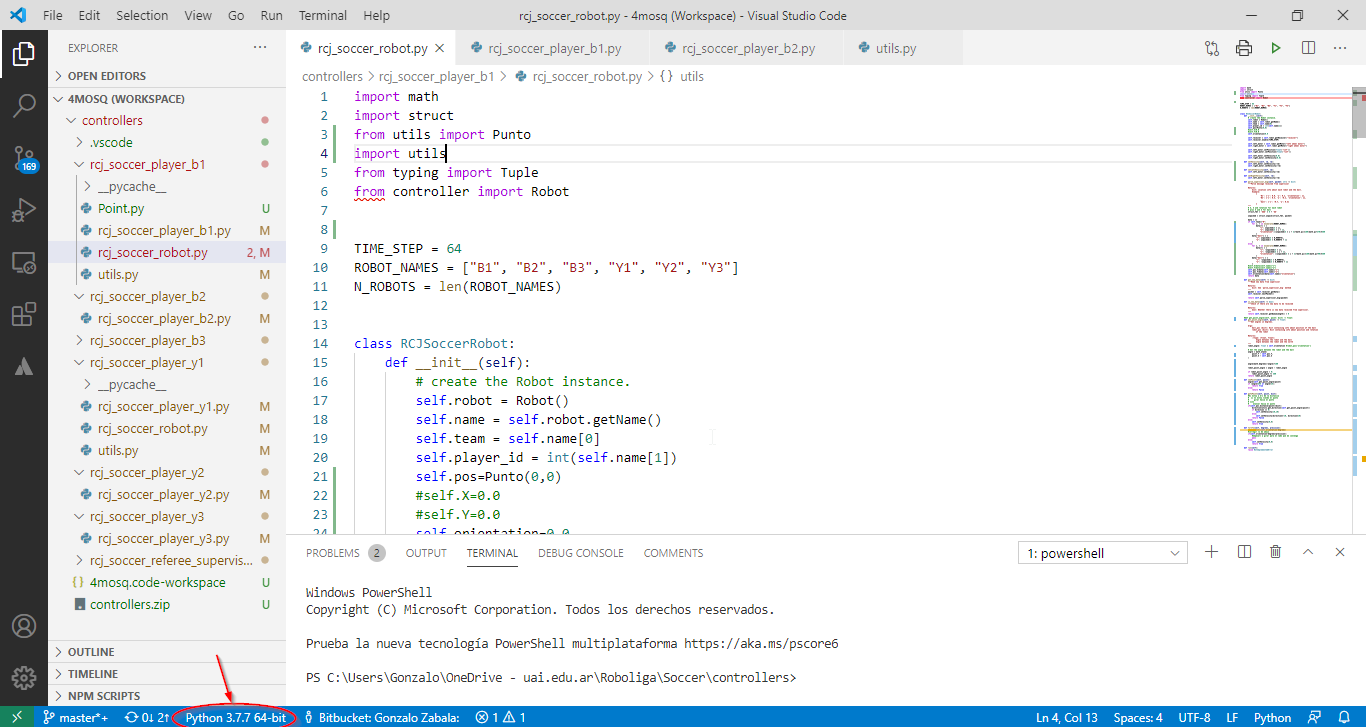 File Edit Selection View Go Run Terminal Help
rcj_soccer_robot.py - 4mosq (Workspace) - Visual Studio Code
EXPLORER
OPEN EDITORS
4MOSQ (WORKSPACE)
controllers
.vscode
rcj_soccer_player_b1
__pycache__
Point.py U
rcj_soccer_player_b1.py M
rcj_soccer_robot.py 2, M
utils.py M
rcj_soccer_player_b2
rcj_soccer_player_b2.py M
rcj_soccer_player_b3
rcj_soccer_player_y1
__pycache__
rcj_soccer_player_y1.py M
rcj_soccer_robot.py M
utils.py M
rcj_soccer_player_y2
rcj_soccer_player_y2.py M
rcj_soccer_player_y3
rcj_soccer_player_y3.py M
rcj_soccer_referee_supervis...
4mosq.code-workspace U
controllers.zip U
OUTLINE
TIMELINE
NPM SCRIPTS
169
rcj_soccer_robot.py rcj_soccer_player_b1.py rcj_soccer_player_b2.py utils.py
controllers > rcj_soccer_player_b1 > rcj_soccer_robot.py > {} utils
1 import math
2 import struct
3 from utils import Punto
4 import utils
5 from typing import Tuple
6 from controller import Robot
7
8
9 TIME_STEP = 64
10 ROBOT_NAMES = ["B1", "B2", "B3", "Y1", "Y2", "Y3"]
11 N_ROBOTS = len(ROBOT_NAMES)
12
13
14 class RCJSoccerRobot:
15 def __init__(self):
16 # create the Robot instance.
17 self.robot = Robot()
18 self.name = self.robot.getName()
19 self.team = self.name[0]
20 self.player_id = int(self.name[1])
21 self.pos=Punto(0,0)
22 #self.X=0.0
23 #self.Y=0.0
24 self.orientation=0.0
PROBLEMS 2 OUTPUT TERMINAL DEBUG CONSOLE COMMENTS
1: powershell
Windows PowerShell
Copyright (C) Microsoft Corporation. Todos los derechos reservados.
Prueba la nueva tecnología PowerShell multiplataforma https://aka.ms/pscore6
PS C:\Users\Gonzalo\OneDrive - uai.edu.ar\Roboliga\Soccer\controllers>
master*+ 0↓ 2↑ Python 3.7.7 64-bit Bitbucket: Gonzalo Zabala: 1 1 Ln 4, Col 13 Spaces: 4 UTF-8 LF Python